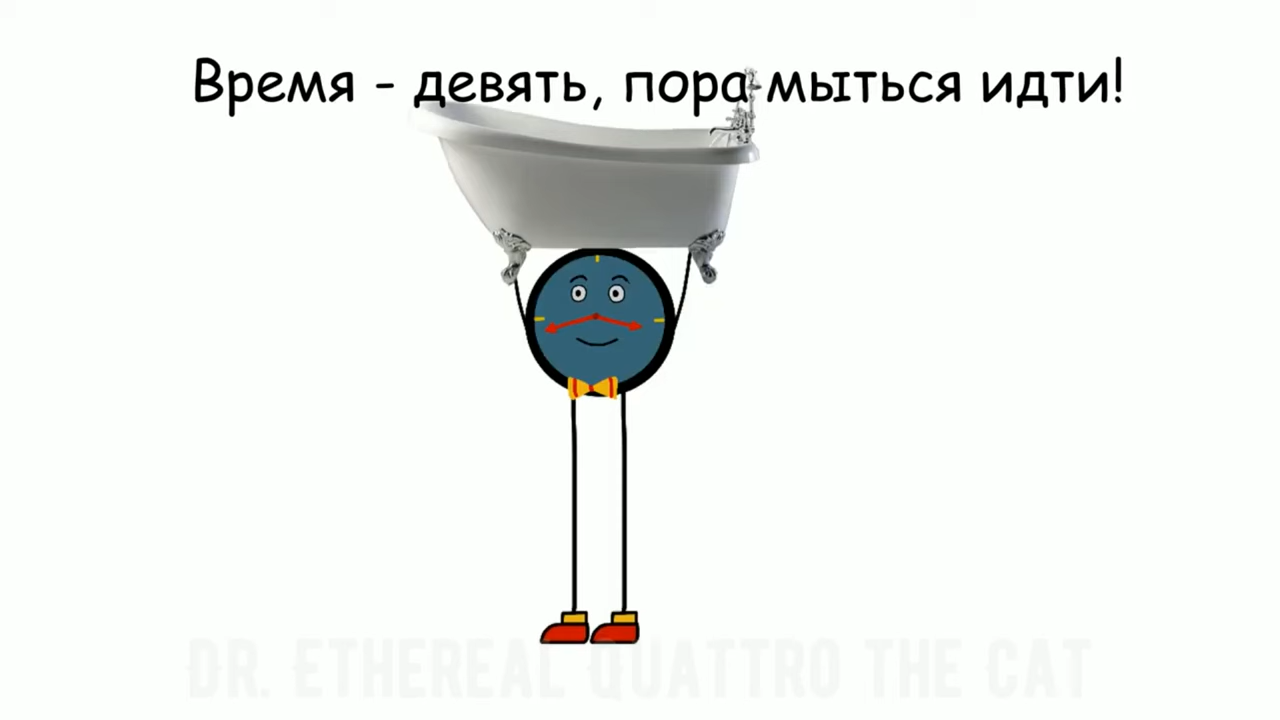 Время - девять, пора мыться идти!
DR. ETHEREAL QUATTRO THE CAT